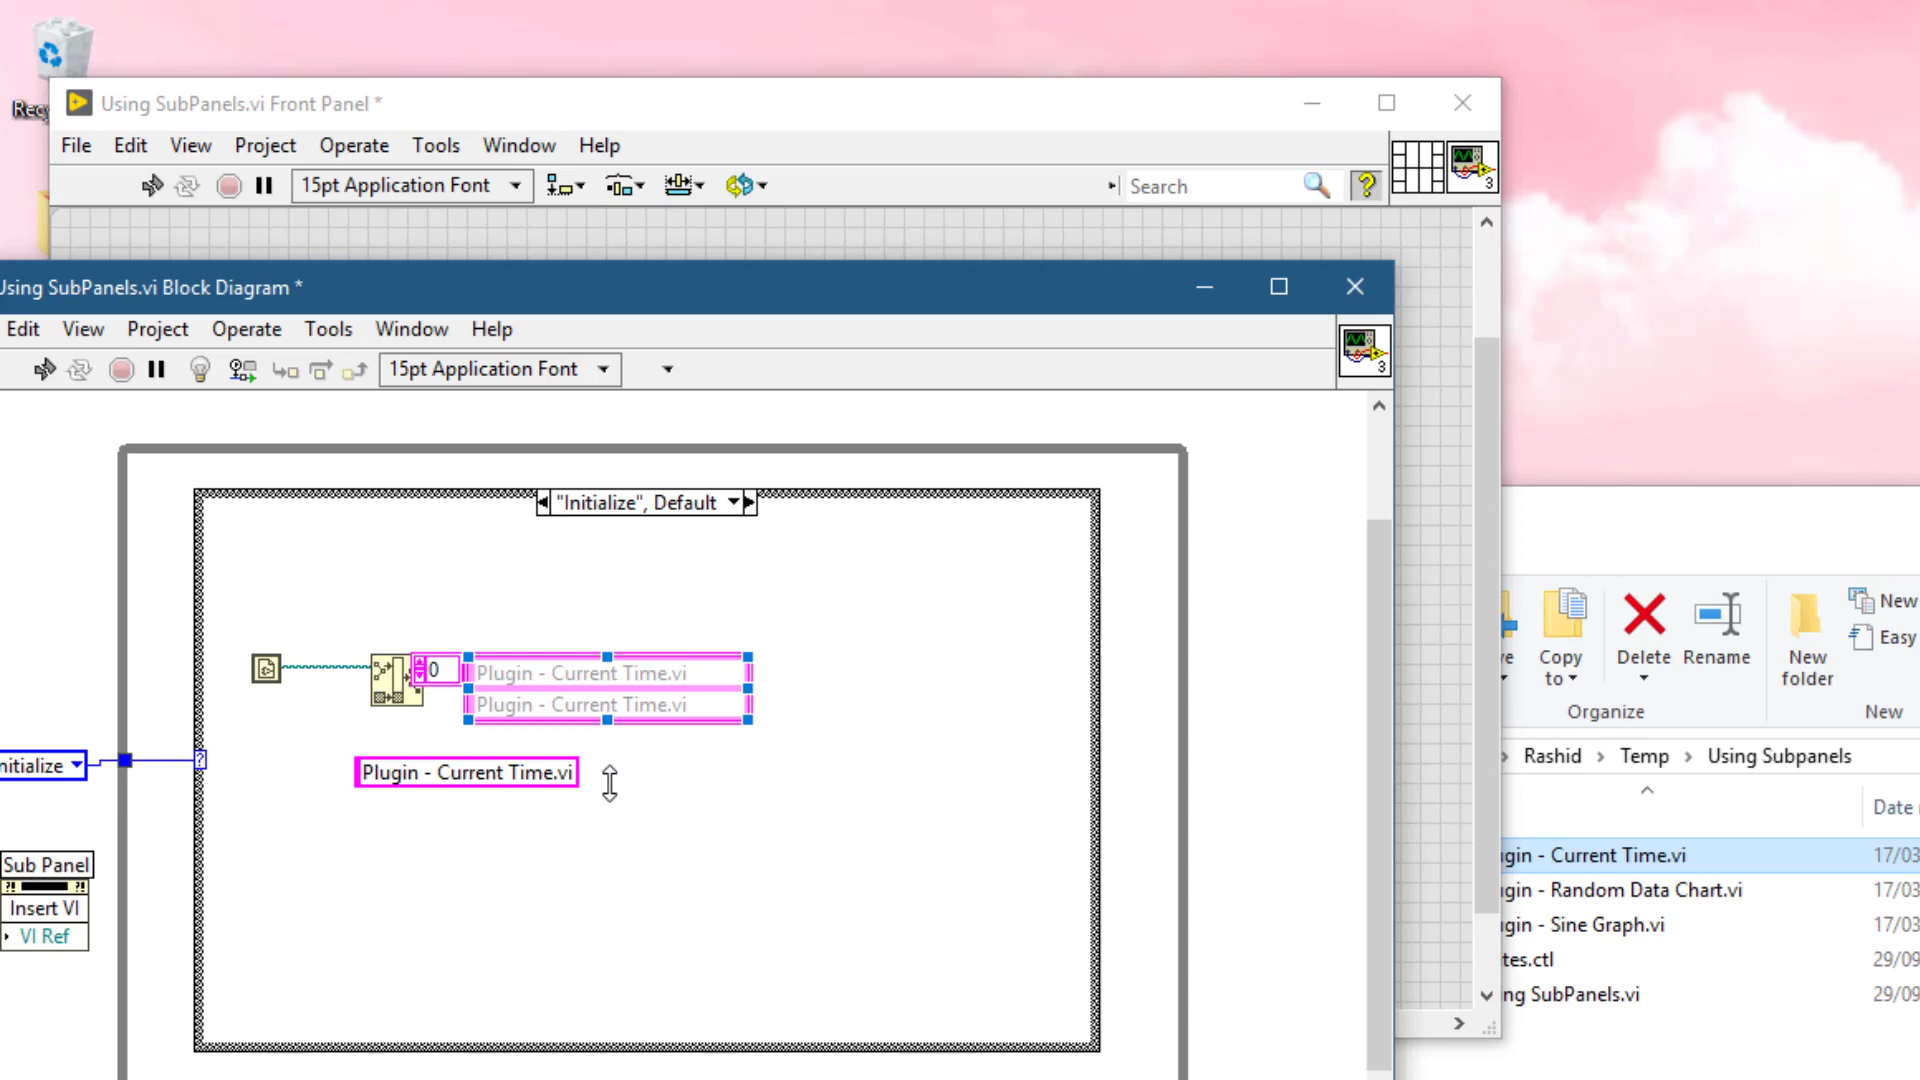 Recy
Using SubPanels.vi Front Panel *
File Edit View Project Operate Tools Window Help
15pt Application Font
Search
3
Using SubPanels.vi Block Diagram *
Edit View Project Operate Tools Window Help
15pt Application Font
3
"Initialize", Default
0
Plugin - Current Time.vi
Plugin - Current Time.vi
nitialize
?
Plugin - Current Time.vi
Sub Panel
?! ?!
Insert VI
VI Ref
ve
Copy to
Delete
Rename
New folder
New
Easy
Organize
New
Rashid > Temp > Using Subpanels
Date
gin - Current Time.vi 17/03
gin - Random Data Chart.vi 17/03
gin - Sine Graph.vi 17/03
tes.ctl 29/09
ng SubPanels.vi 29/09